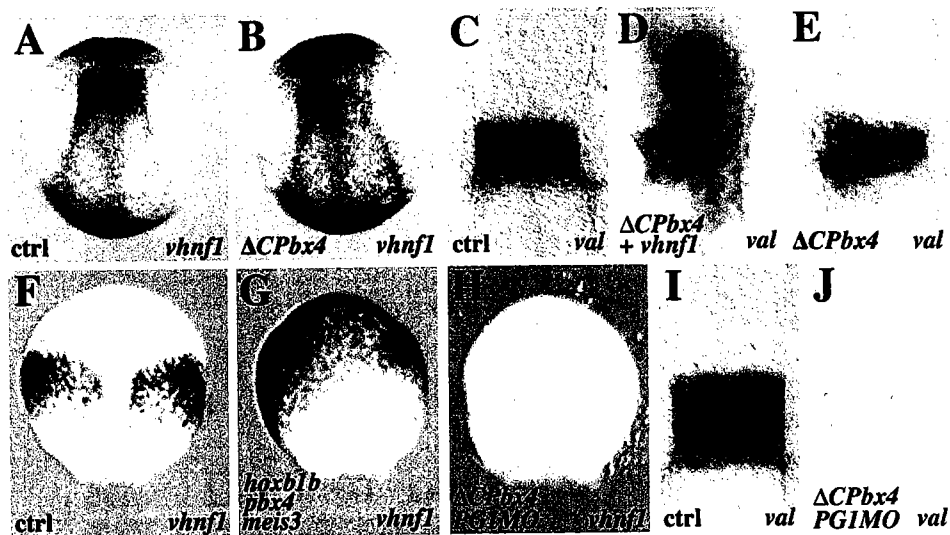 A B C D E
ctrl vhnf1
ΔCPbx4 vhnf1
ctrl val
ΔCPbx4
+ vhnf1 val
ΔCPbx4 val
F G H I J
ctrl vhnf1
hoxb1b
pbx4
meis3 vhnf1
ΔCPbx4
PG1MO vhnf1
ctrl val
ΔCPbx4
PG1MO val